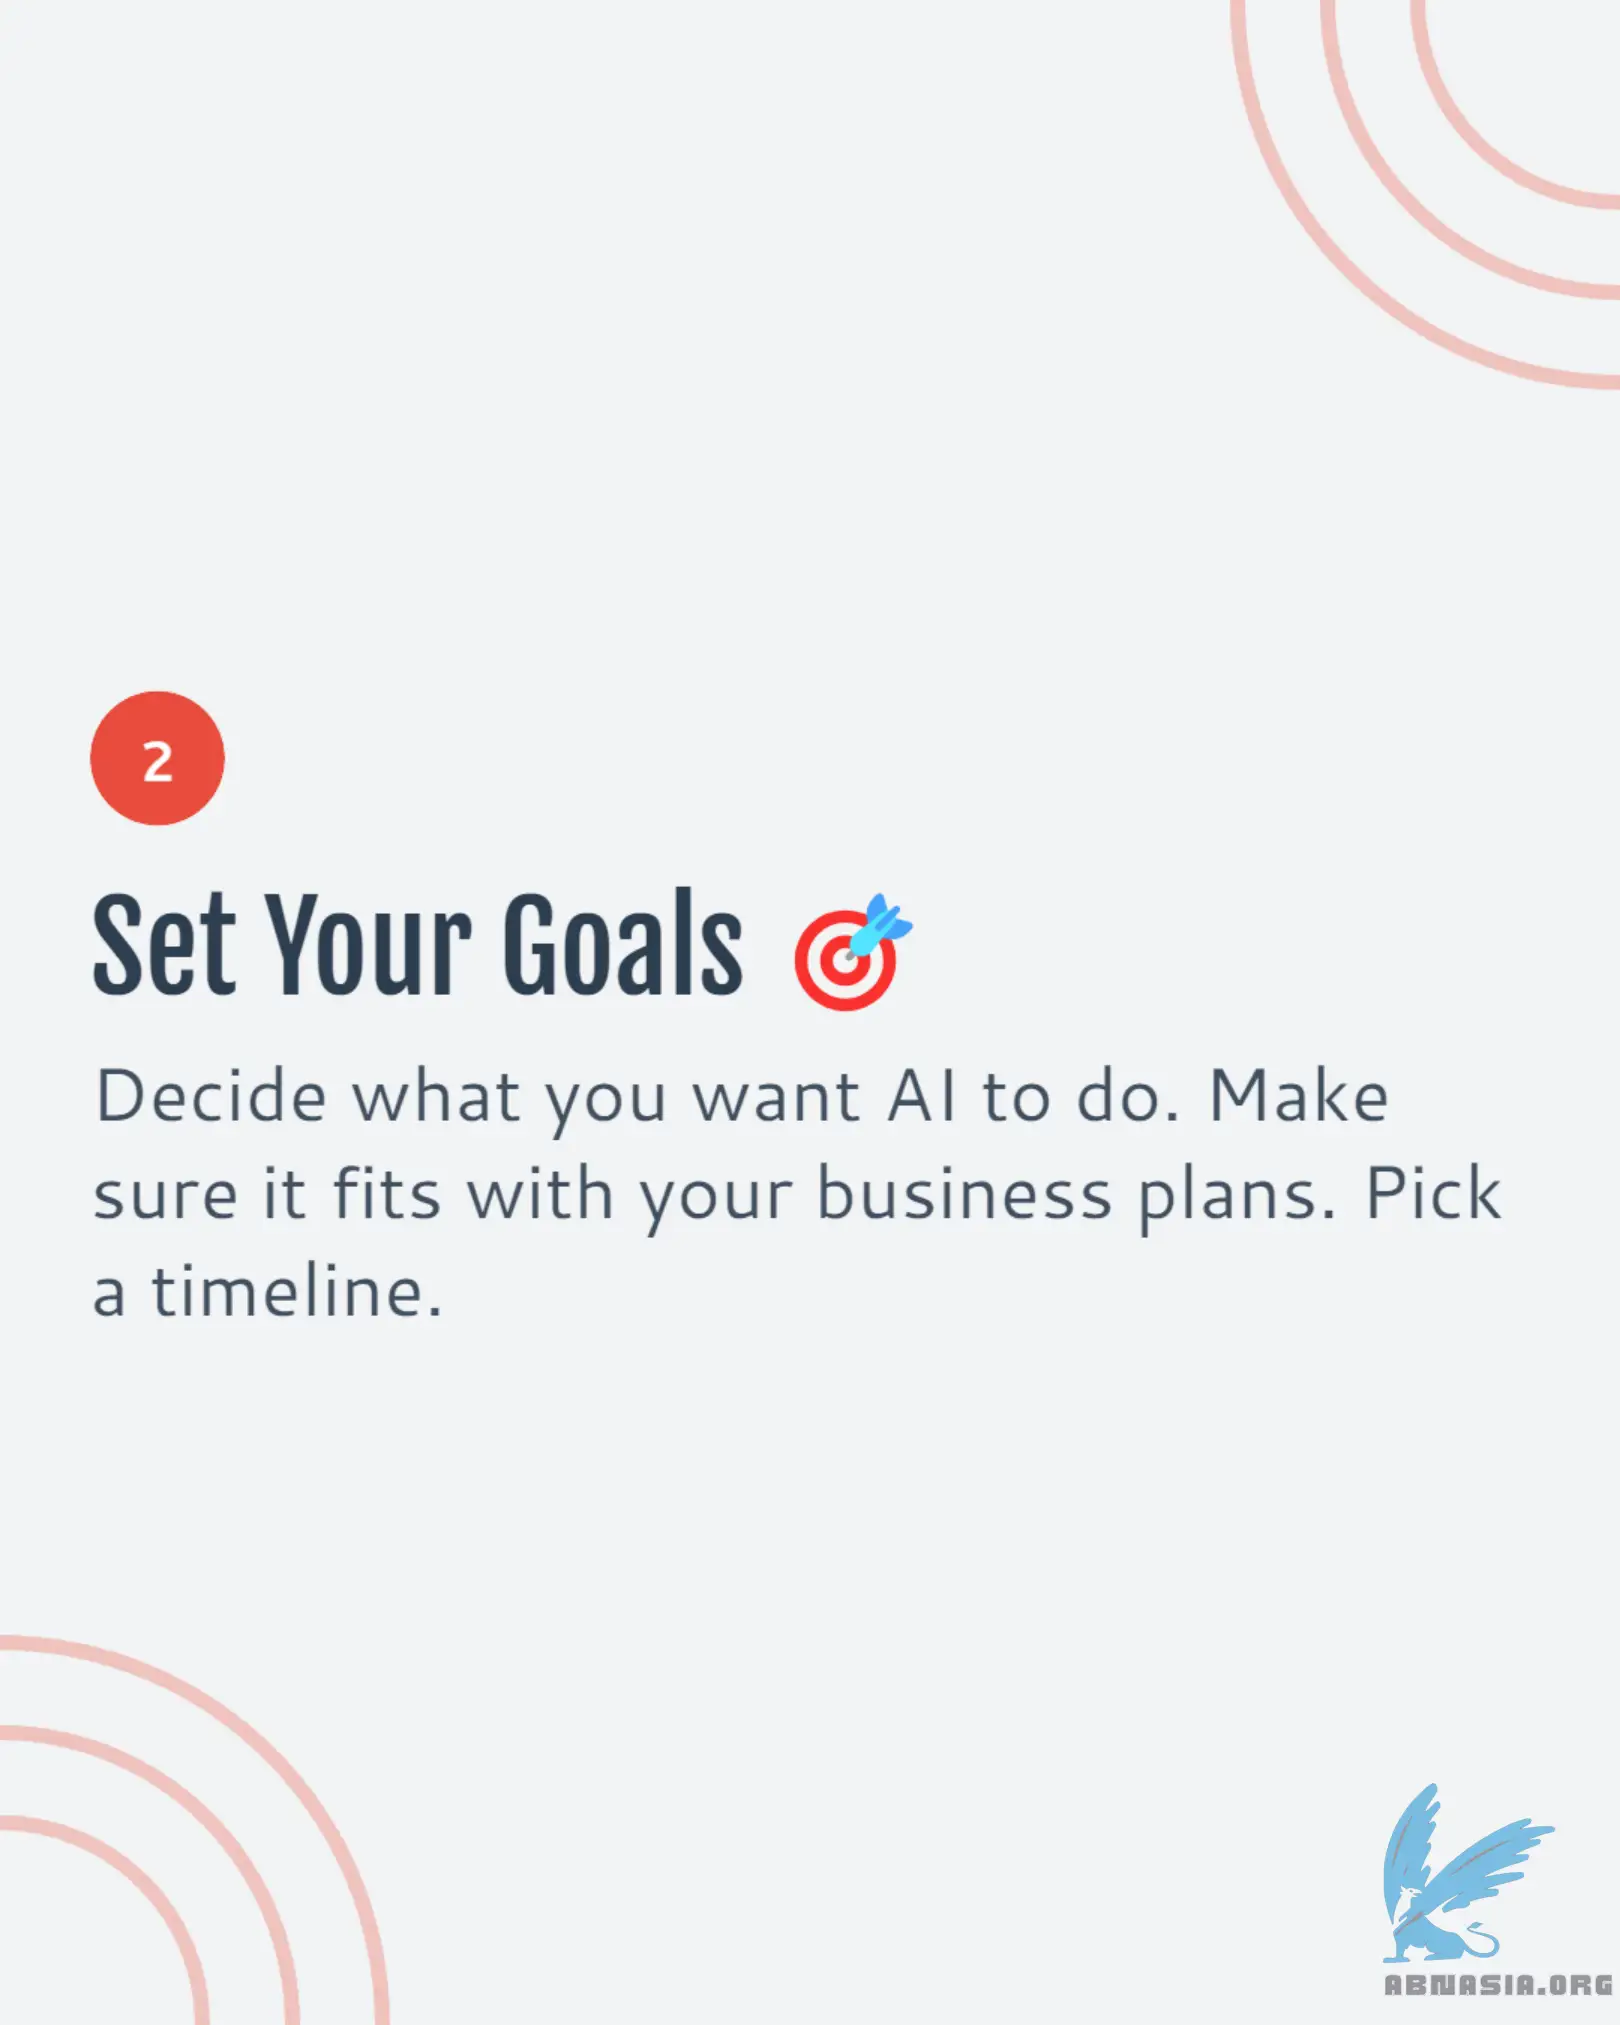 2
Set Your Goals 🎯
Decide what you want AI to do. Make
sure it fits with your business plans. Pick
a timeline.
ABNASIA.ORG